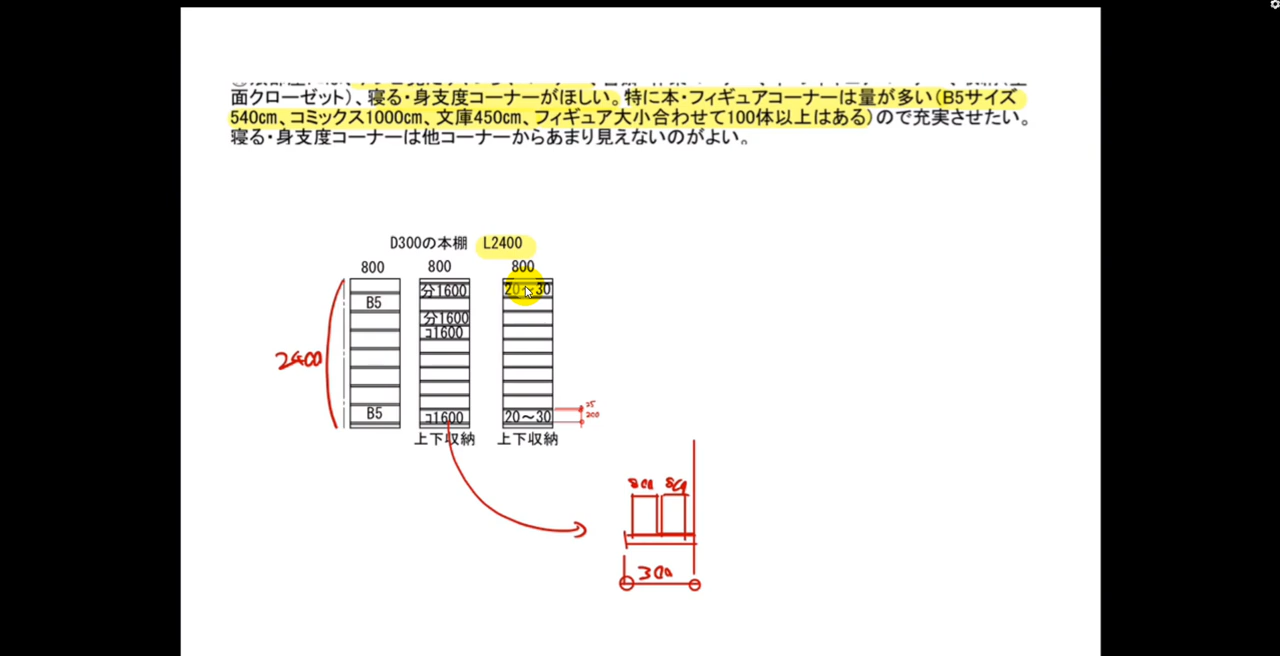 面クローゼット）、寝る・身支度コーナーがほしい。特に本・フィギュアコーナーは量が多い（B5サイズ
540cm、コミックス1000cm、文庫450cm、フィギュア大小合わせて100体以上はある）ので充実させたい。
寝る・身支度コーナーは他コーナーからあまり見えないのがよい。
D300の本棚 L2400
800 800 800
分1600 20～30
B5
分1600
ｺ1600
2400
B5 ｺ1600 20～30
25
200
上下収納 上下収納
800 80
300